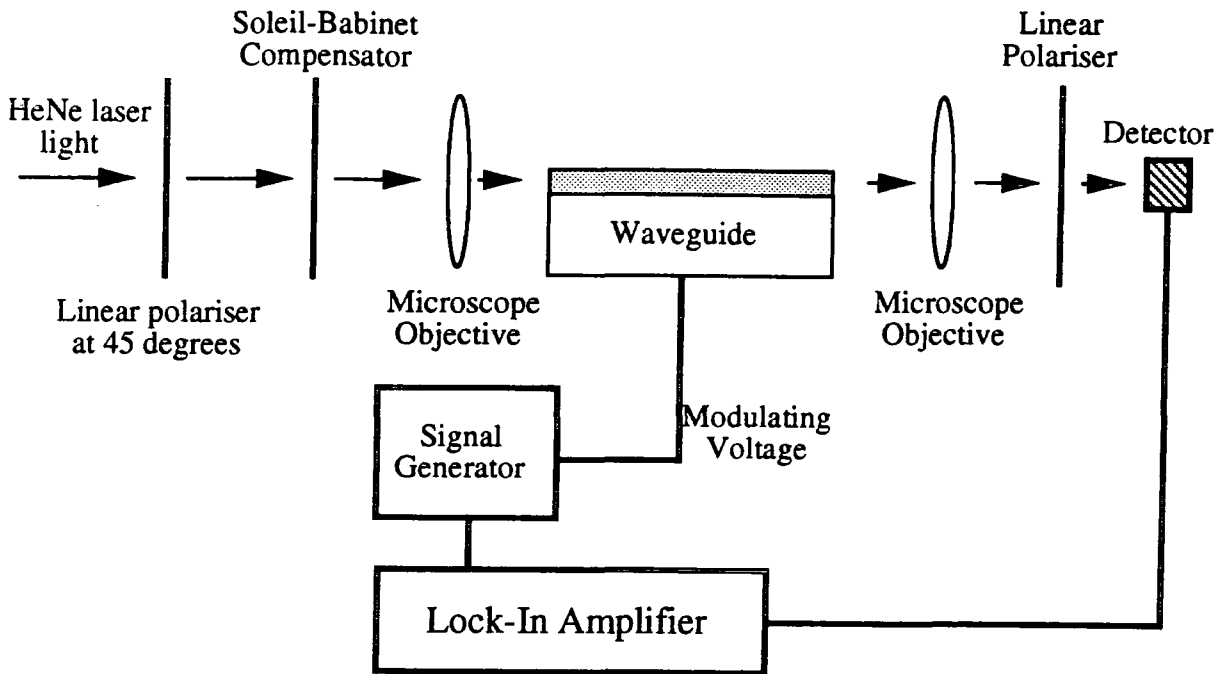 Soleil-Babinet
Compensator
Linear
Polariser
HeNe laser
light
Detector
Waveguide
Linear polariser
at 45 degrees
Microscope
Objective
Microscope
Objective
Signal
Generator
Modulating
Voltage
Lock-In Amplifier